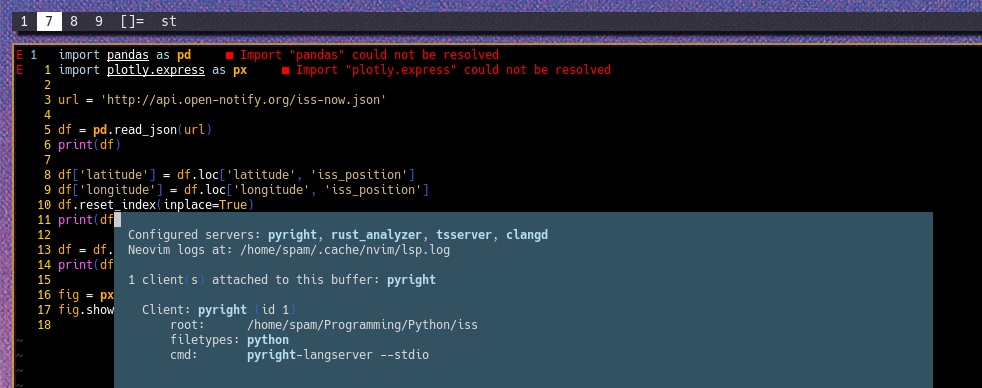 1 7 8 9 []= st
E 1 import pandas as pd ■ Import "pandas" could not be resolved
E 1 import plotly.express as px ■ Import "plotly.express" could not be resolved
2
3 url = 'http://api.open-notify.org/iss-now.json'
4
5 df = pd.read_json(url)
6 print(df)
7
8 df['latitude'] = df.loc['latitude', 'iss_position']
9 df['longitude'] = df.loc['longitude', 'iss_position']
10 df.reset_index(inplace=True)
11 print(df
12 Configured servers: pyright, rust_analyzer, tsserver, clangd
13 df = df. Neovim logs at: /home/spam/.cache/nvim/lsp.log
14 print(df
15 1 client(s) attached to this buffer: pyright
16 fig = px
17 fig.show Client: pyright (id 1)
18 root: /home/spam/Programming/Python/iss
~ filetypes: python
~ cmd: pyright-langserver --stdio
~
~